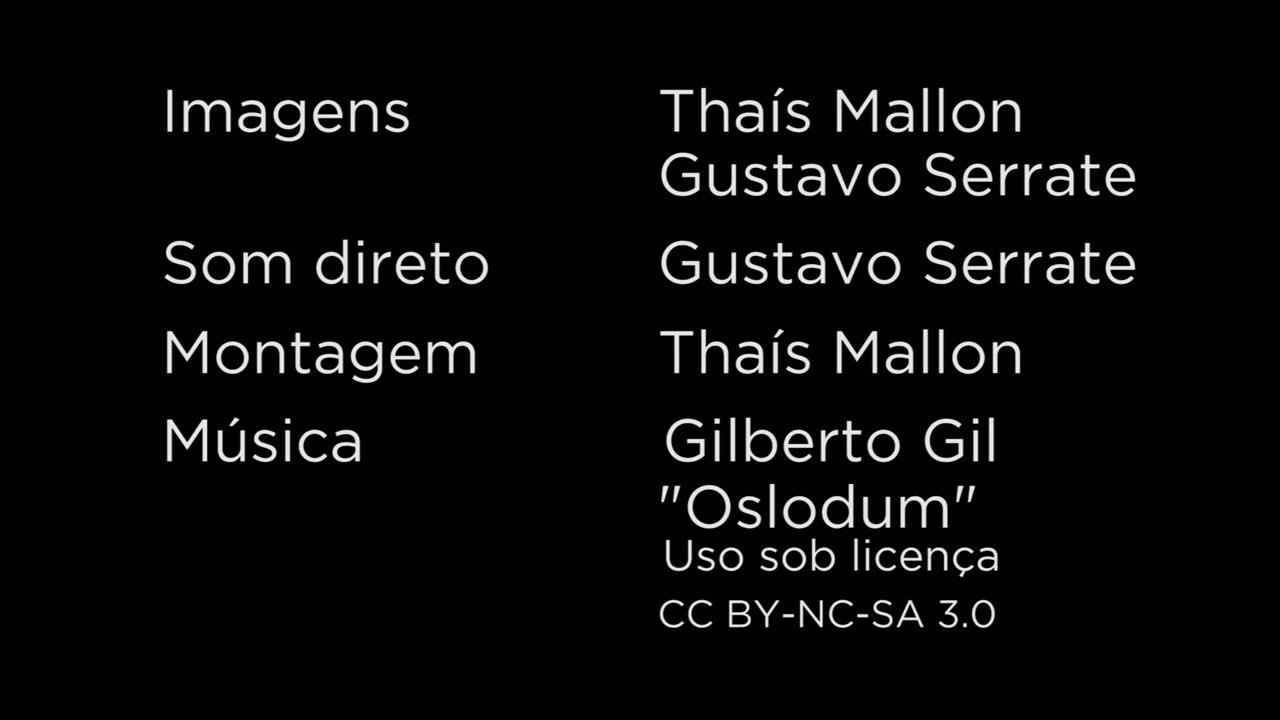 Imagens Thaís Mallon
Gustavo Serrate
Som direto Gustavo Serrate
Montagem Thaís Mallon
Música Gilberto Gil
"Oslodum"
Uso sob licença
CC BY-NC-SA 3.0